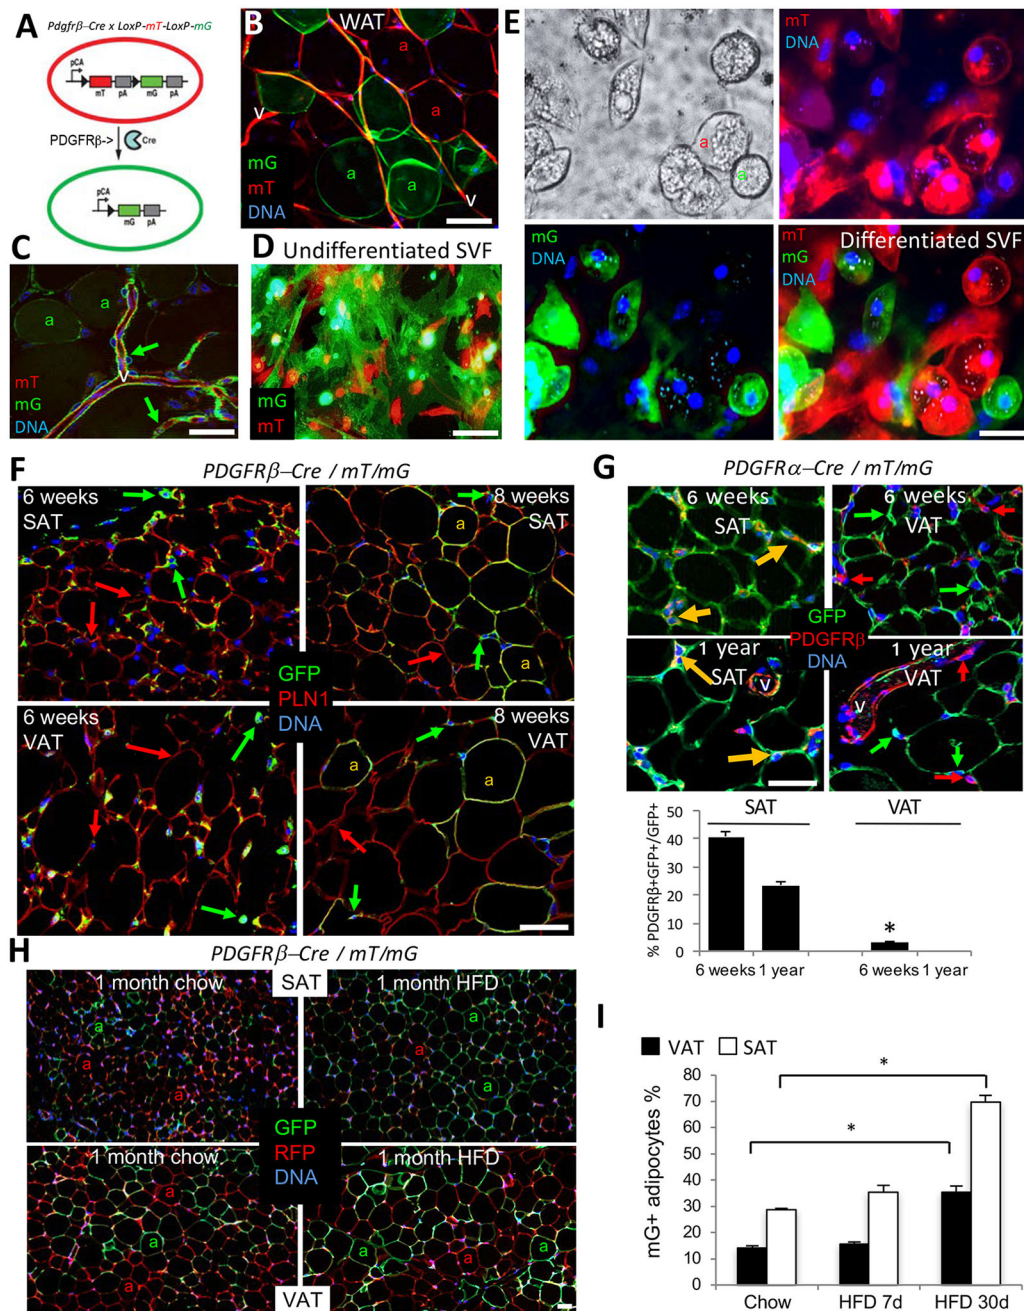 A
Pdgfrβ–Cre x LoxP-mT-LoxP-mG
pCA
mT
pA
mG
pA
PDGFRβ->
Cre
pCA
mG
pA
B
WAT
a
a
a
a
v
v
mG
mT
DNA
C
a
a
v
mT
mG
DNA
D
Undifferentiated SVF
mG
mT
E
a
a
mT
DNA
mG
DNA
mT
mG
DNA
Differentiated SVF
F
PDGFRβ–Cre / mT/mG
6 weeks
SAT
8 weeks
SAT
a
a
GFP
PLN1
DNA
6 weeks
VAT
8 weeks
VAT
a
a
G
PDGFRα–Cre / mT/mG
6 weeks
SAT
6 weeks
VAT
GFP
PDGFRβ
DNA
1 year
SAT
v
1 year
VAT
v
% PDGFRβ+GFP+/GFP+
50
40
30
20
10
0
SAT
VAT
*
6 weeks 1 year
6 weeks 1 year
H
PDGFRβ–Cre / mT/mG
1 month chow
SAT
1 month HFD
a
a
a
a
a
a
GFP
RFP
DNA
1 month chow
1 month HFD
a
a
a
a
a
a
VAT
I
VAT
SAT
mG+ adipocytes %
80
70
60
50
40
30
20
10
0
*
*
Chow
HFD 7d
HFD 30d